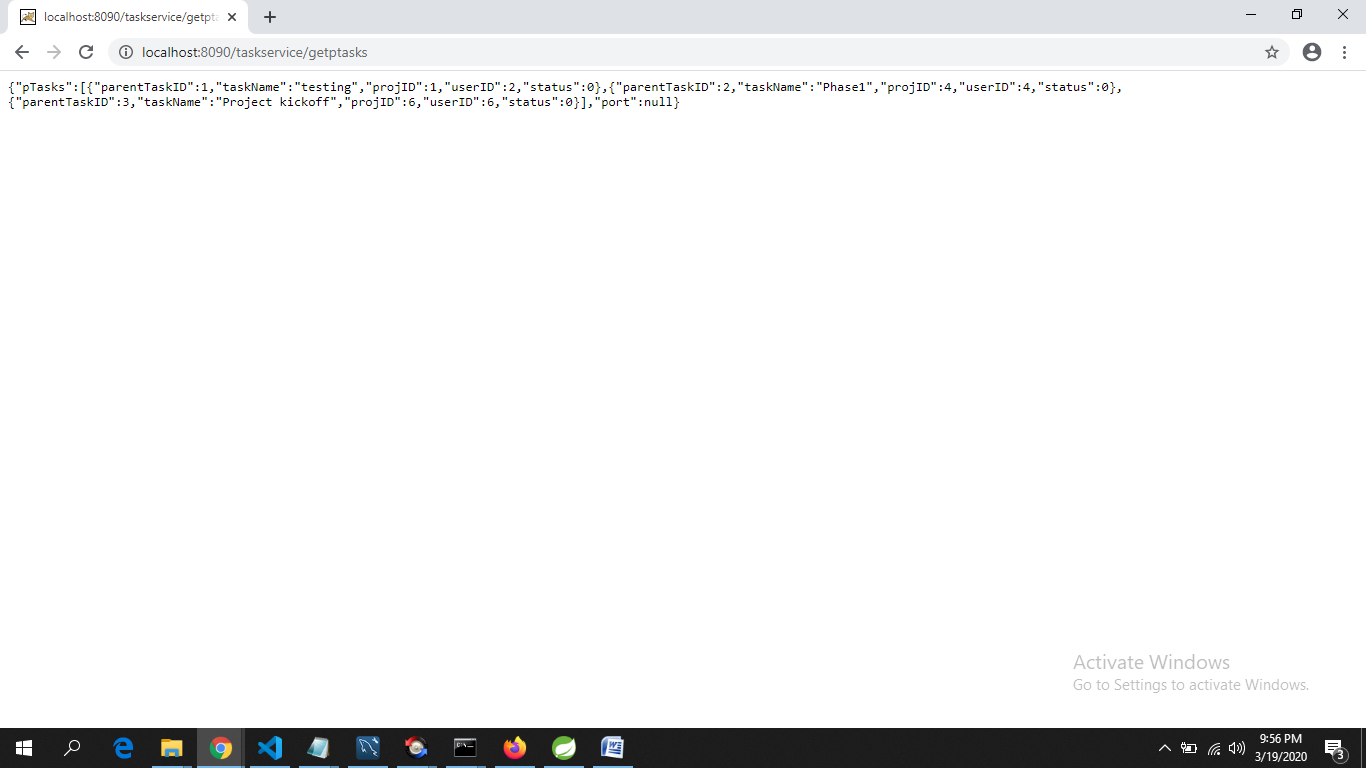 localhost:8090/taskservice/getpta
localhost:8090/taskservice/getptasks
{"pTasks":[{"parentTaskID":1,"taskName":"testing","projID":1,"userID":2,"status":0},{"parentTaskID":2,"taskName":"Phase1","projID":4,"userID":4,"status":0},
{"parentTaskID":3,"taskName":"Project kickoff","projID":6,"userID":6,"status":0}],"port":null}
Activate Windows
Go to Settings to activate Windows.
9:56 PM
3/19/2020
3